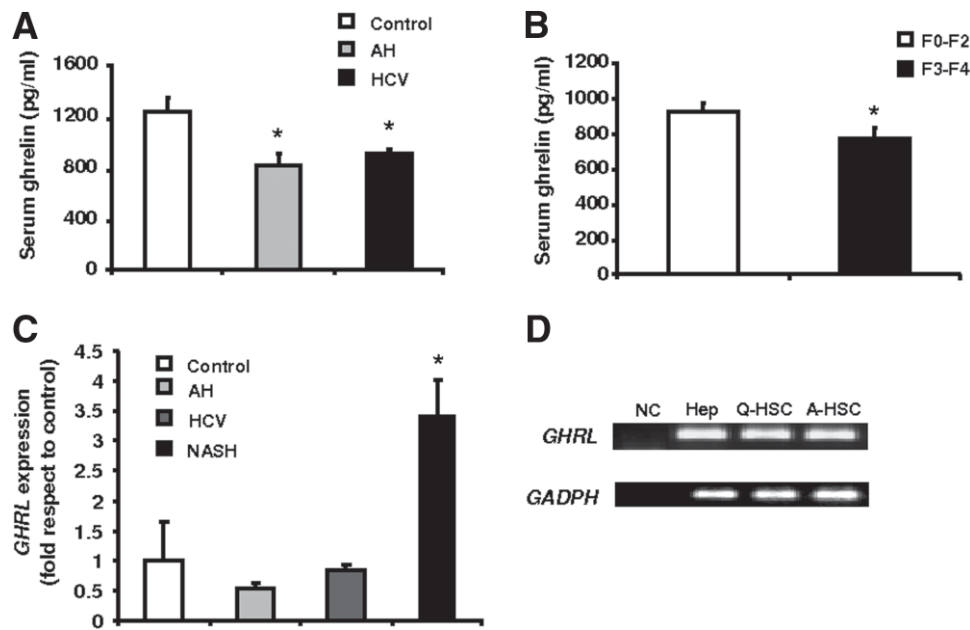 A
Control
AH
HCV
Serum ghrelin (pg/ml)
1600
1200
800
400
0
*
*
B
F0-F2
F3-F4
Serum ghrelin (pg/ml)
1200
1000
800
600
400
200
0
*
C
Control
AH
HCV
NASH
GHRL expression
(fold respect to control)
4.5
4
3.5
3
2.5
2
1.5
1
0.5
0
*
D
NC Hep Q-HSC A-HSC
GHRL
GADPH